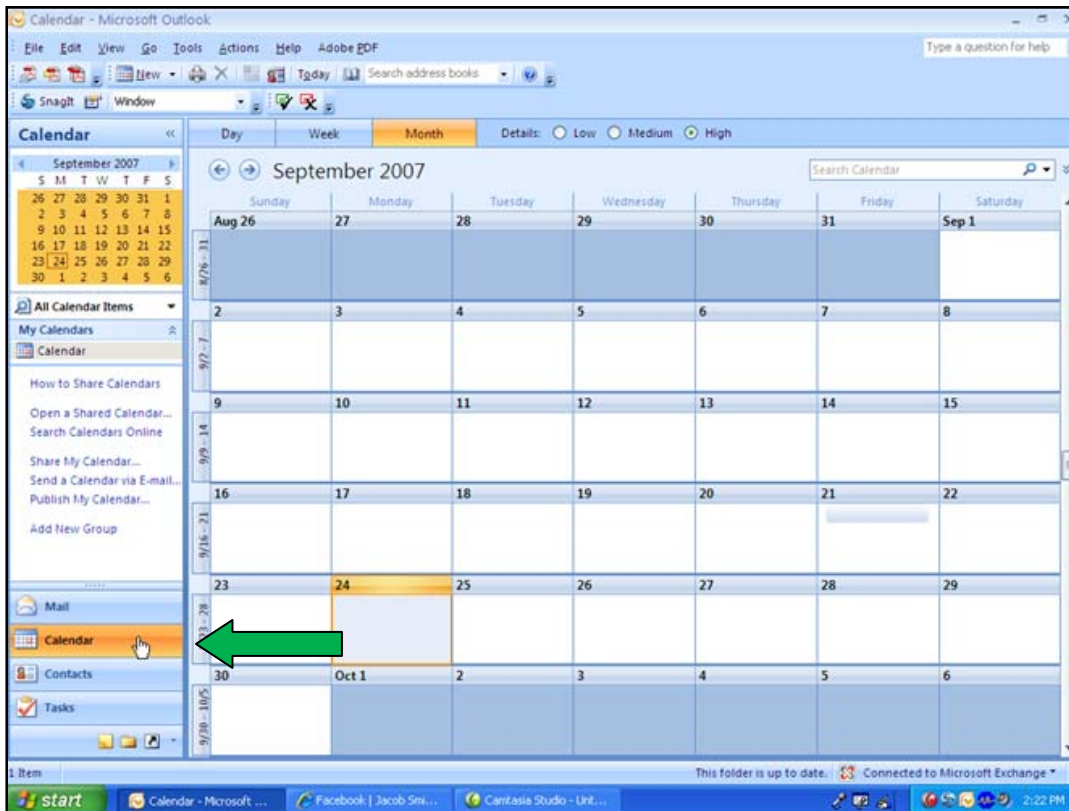 Calendar - Microsoft Outlook
File Edit View Go Tools Actions Help Adobe PDF
Type a question for help
New Today Search address books
SnagIt Window
Calendar
Day Week Month Details: Low Medium High
September 2007
S M T W T F S
26 27 28 29 30 31 1
2 3 4 5 6 7 8
9 10 11 12 13 14 15
16 17 18 19 20 21 22
23 24 25 26 27 28 29
30 1 2 3 4 5 6
All Calendar Items
My Calendars
Calendar
How to Share Calendars
Open a Shared Calendar...
Search Calendars Online
Share My Calendar...
Send a Calendar via E-mail...
Publish My Calendar...
Add New Group
Mail
Calendar
Contacts
Tasks
September 2007
Search Calendar
Sunday Monday Tuesday Wednesday Thursday Friday Saturday
8/26 - 31
Aug 26 27 28 29 30 31 Sep 1
9/2 - 7
2 3 4 5 6 7 8
9/9 - 14
9 10 11 12 13 14 15
9/16 - 21
16 17 18 19 20 21 22
23 - 28
23 24 25 26 27 28 29
9/30 - 10/5
30 Oct 1 2 3 4 5 6
1 Item
This folder is up to date. Connected to Microsoft Exchange
start Calendar - Microsoft ... Facebook | Jacob Smi... Camtasia Studio - Unt... 2:22 PM